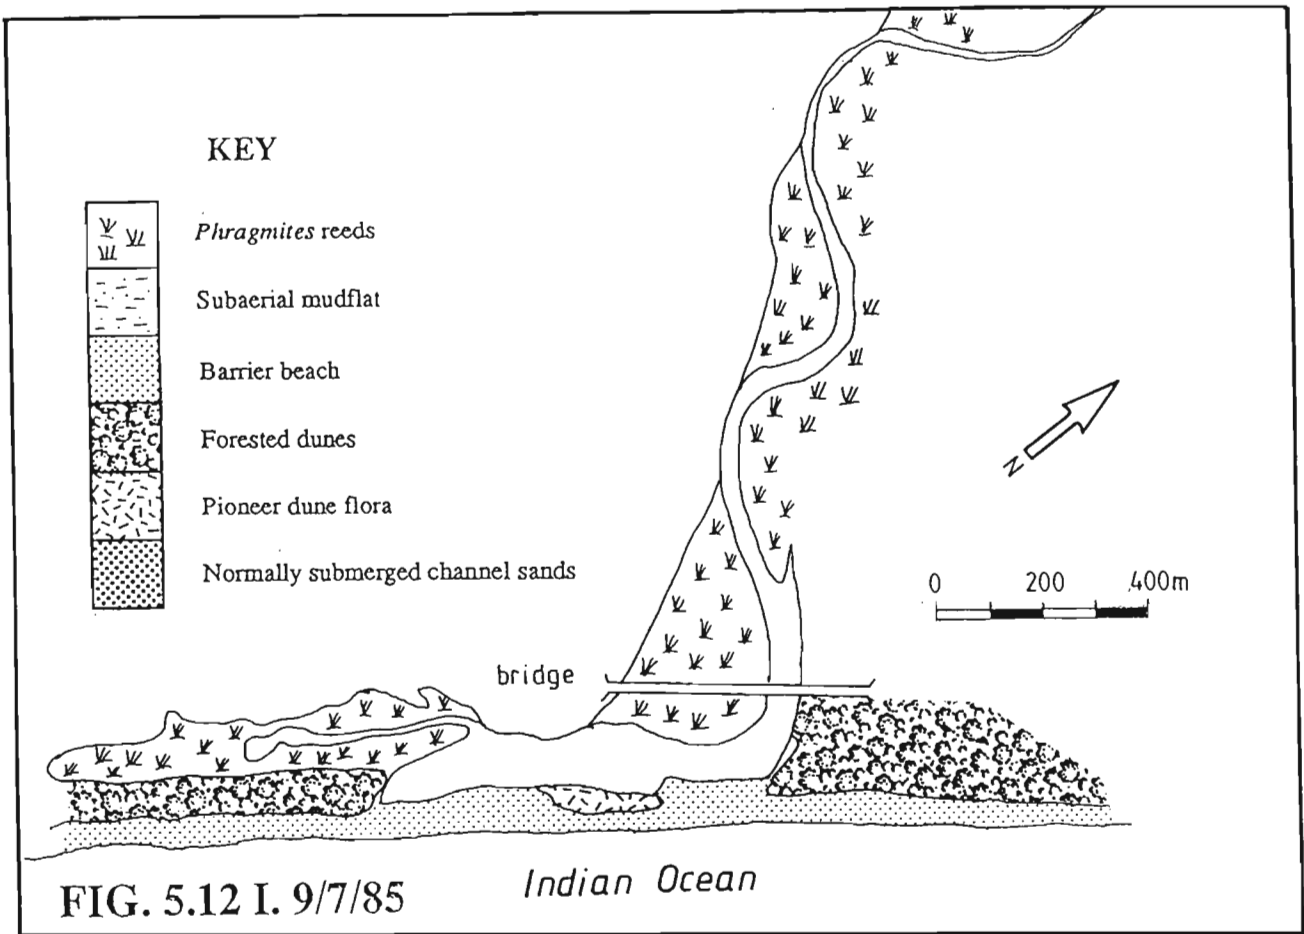 KEY
Phragmites reeds
Subaerial mudflat
Barrier beach
Forested dunes
Pioneer dune flora
Normally submerged channel sands
N
0 200 400m
bridge
Indian Ocean
FIG. 5.12 I. 9/7/85